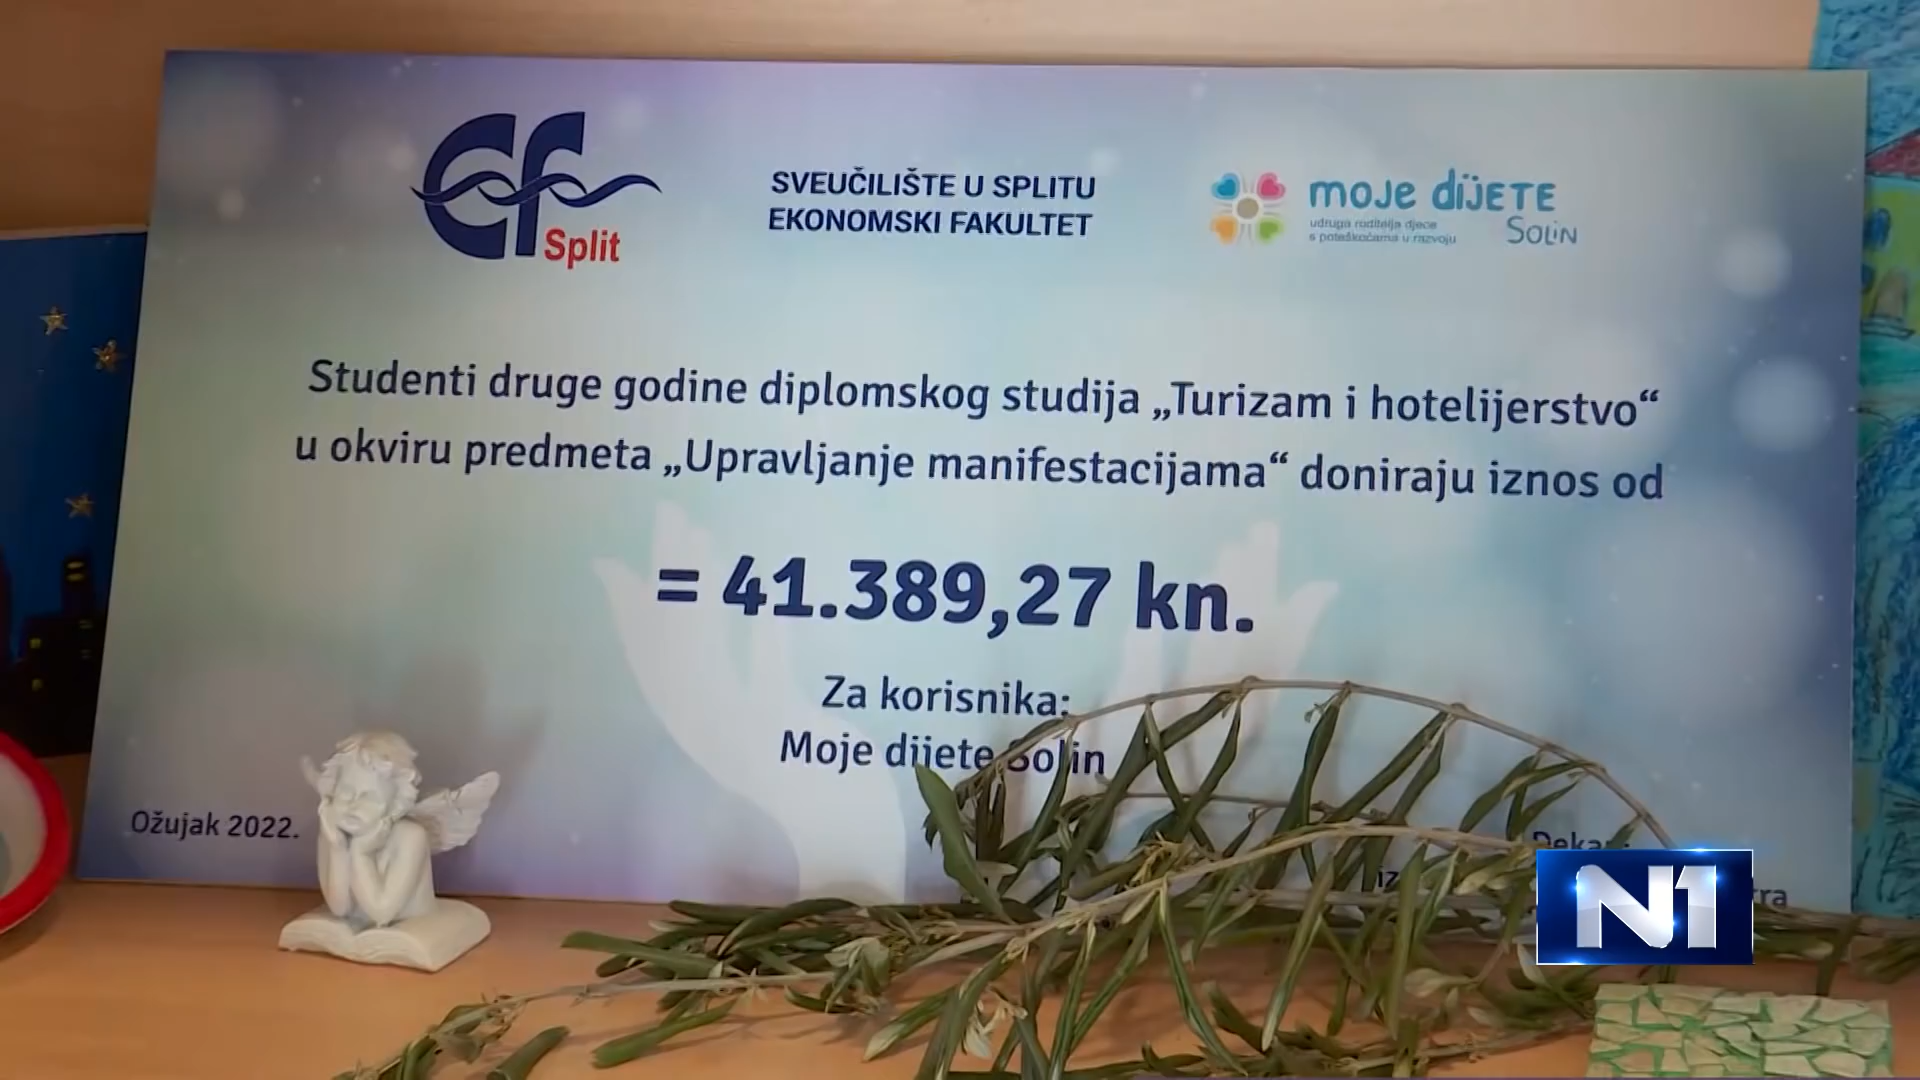 ef Split
SVEUČILIŠTE U SPLITU
EKONOMSKI FAKULTET
moje dijete
udruga roditelja djece
s poteškoćama u razvoju
Solin
Studenti druge godine diplomskog studija „Turizam i hotelijerstvo“
u okviru predmeta „Upravljanje manifestacijama“ doniraju iznos od
= 41.389,27 kn.
Za korisnika:
Moje dijete Solin
Ožujak 2022.
N1